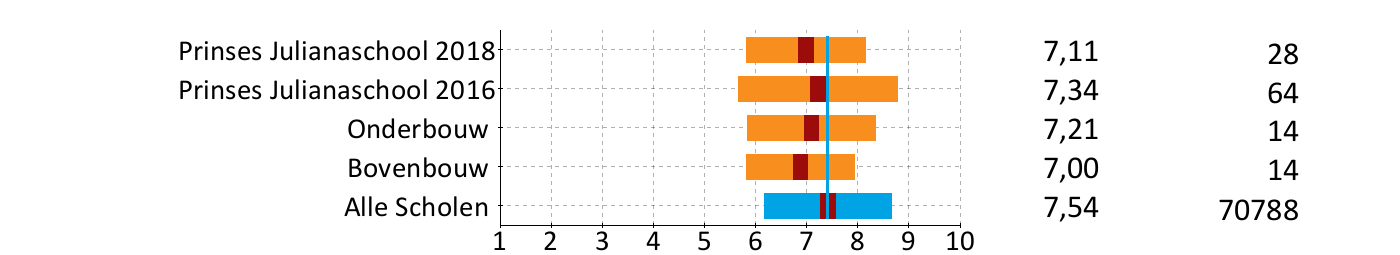 Prinses Julianaschool 2018 7,11 28
Prinses Julianaschool 2016 7,34 64
Onderbouw 7,21 14
Bovenbouw 7,00 14
Alle Scholen 7,54 70788
1 2 3 4 5 6 7 8 9 10